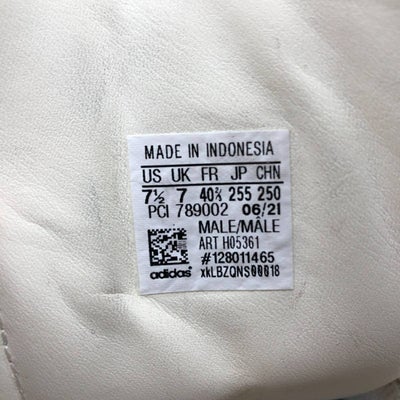 MADE IN INDONESIA
US UK FR JP CHN
7½ 7 40⅔ 255 250
PCI 789002 06/21
MALE/MÂLE
ART H05361
#128011465
adidas® xkLBZQNS00018